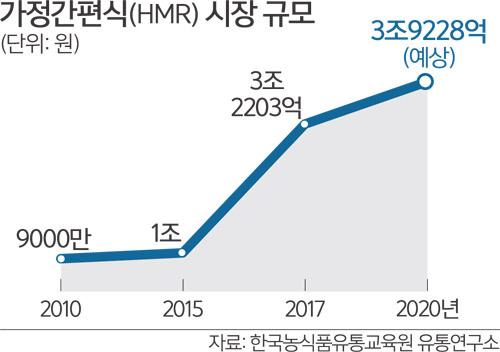 가정간편식(HMR) 시장 규모
(단위: 원)
3조9228억
(예상)
3조
2203억
1조
9000만
2010
2015
2017
2020년
자료: 한국농식품유통교육원 유통연구소